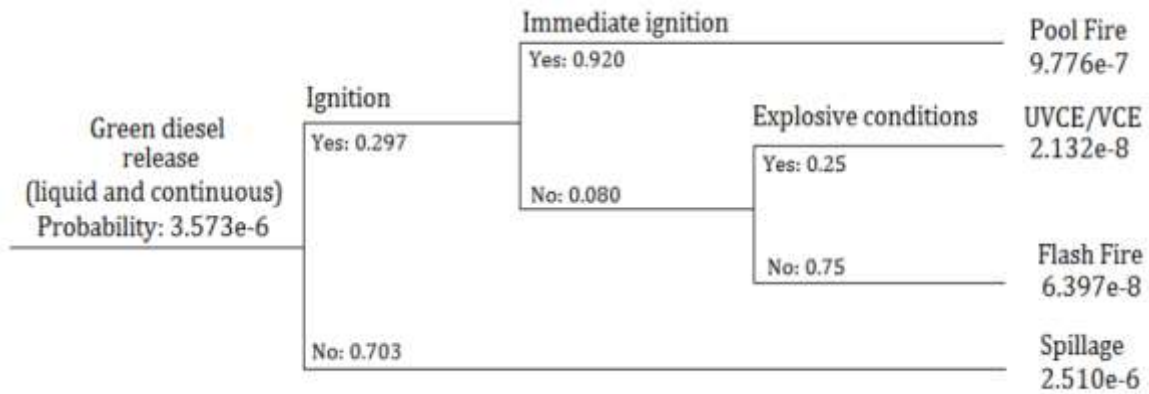 Immediate ignition
Pool Fire
Yes: 0.920
9.776e-7
Ignition
Explosive conditions
UVCE/VCE
Green diesel
release
Yes: 0.297
Yes: 0.25
2.132e-8
(liquid and continuous)
No: 0.080
Probability: 3.573e-6
Flash Fire
No: 0.75
6.397e-8
No: 0.703
Spillage
2.510e-6